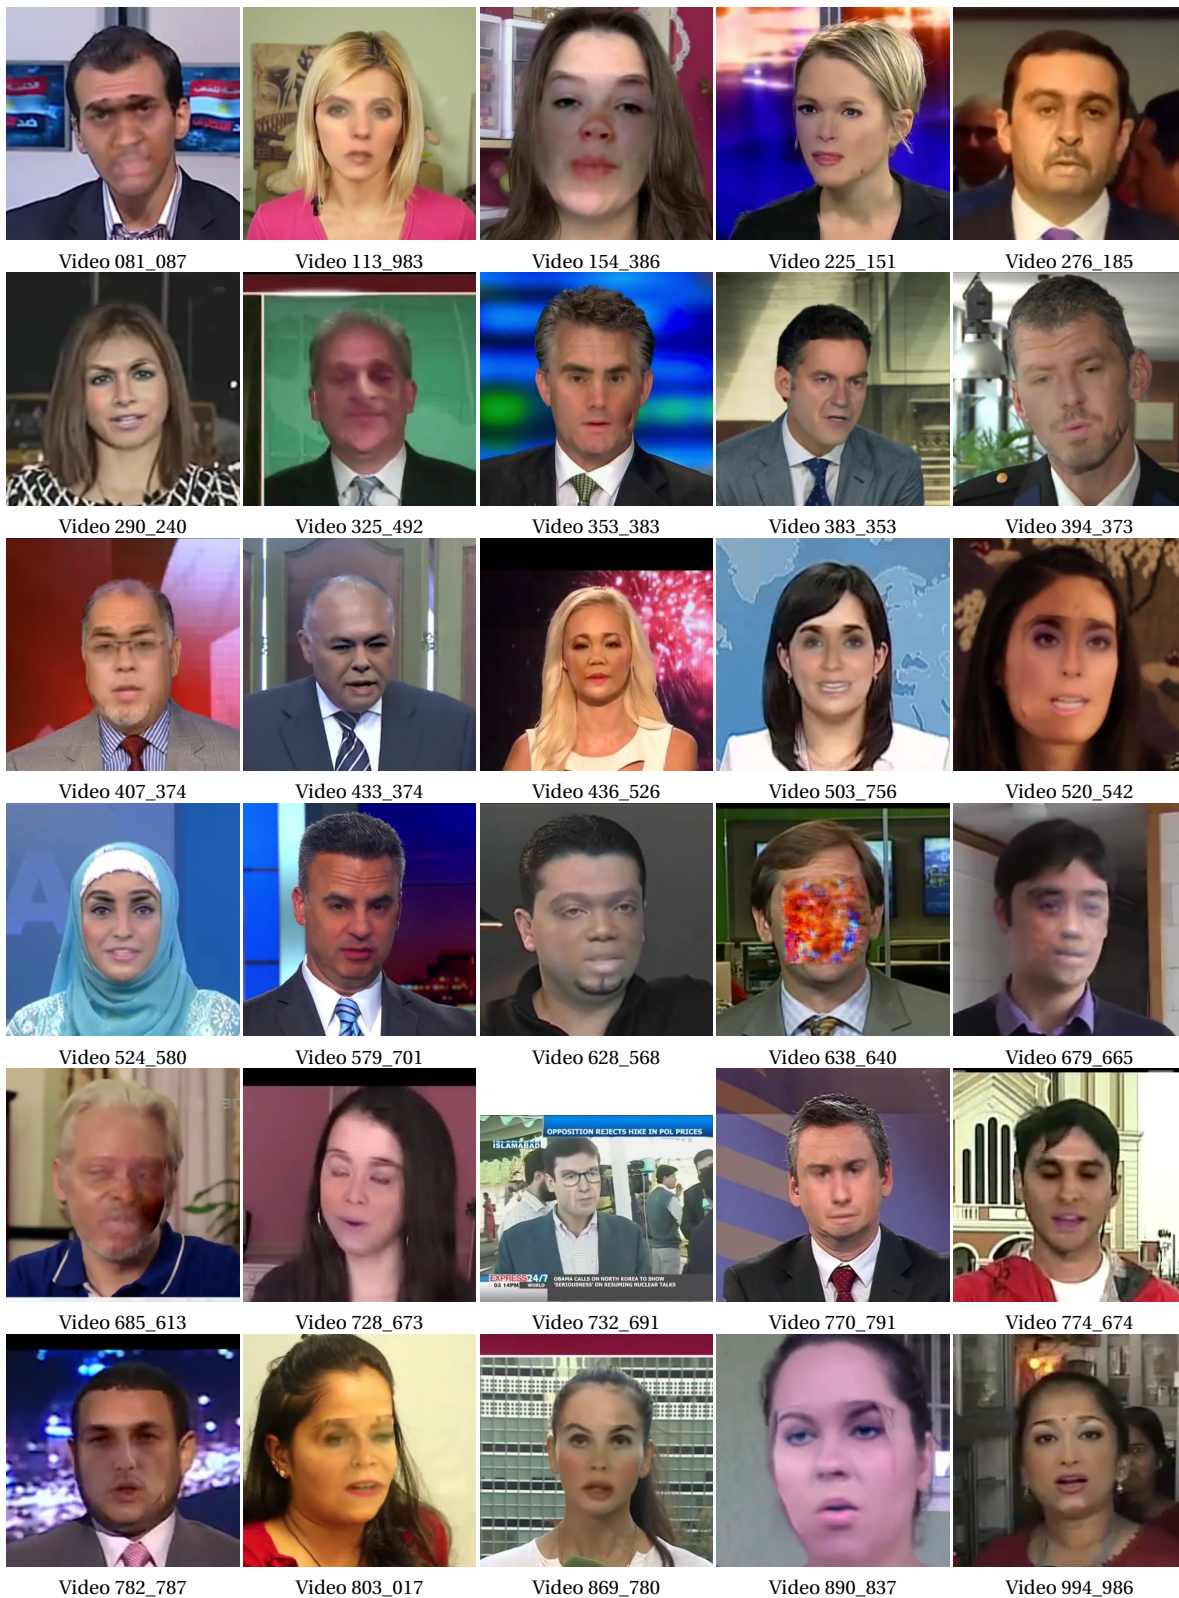 Video 081_087
Video 113_983
Video 154_386
Video 225_151
Video 276_185
Video 290_240
Video 325_492
Video 353_383
Video 383_353
Video 394_373
Video 407_374
Video 433_374
Video 436_526
Video 503_756
Video 520_542
A
Video 524_580
Video 579_701
Video 628_568
Video 638_640
Video 679_665
OPPOSITION REJECTS HIKE IN POL PRICES
ISLAMABAD
EXPRESS 24/7
02 14PM WORLD
OBAMA CALLS ON NORTH KOREA TO SHOW
'SERIOUSNESS' ON RESUMING NUCLEAR TALKS
Video 685_613
Video 728_673
Video 732_691
Video 770_791
Video 774_674
Video 782_787
Video 803_017
Video 869_780
Video 890_837
Video 994_986